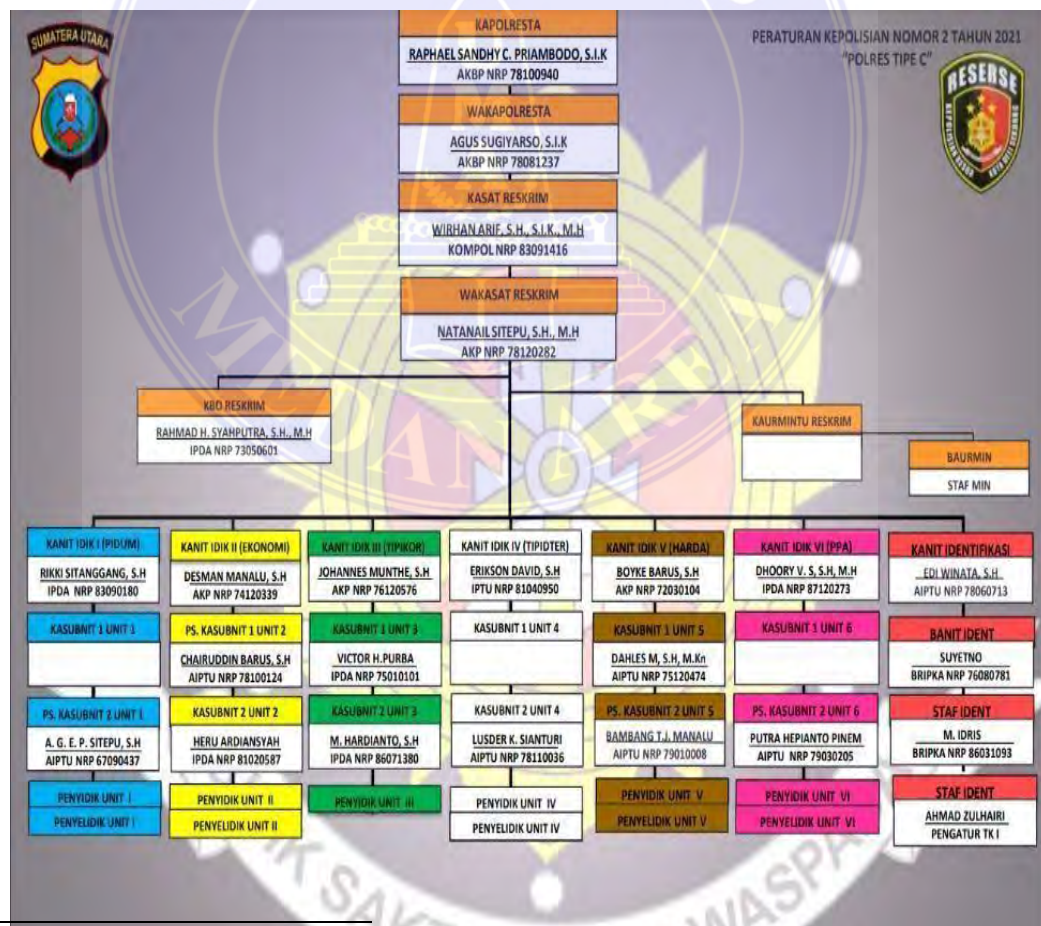 SUMATERA UTARA
PERATURAN KEPOLISIAN NOMOR 2 TAHUN 2021
"POLRES TIPE C"
RESERSE
KAPOLRESTA
RAPHAEL SANDHY C. PRIAMBODO, S.I.K
AKBP NRP 78100940
WAKAPOLRESTA
AGUS SUGIYARSO, S.I.K
AKBP NRP 78081237
KASAT RESKRIM
WIRHAN ARIF, S.H., S.I.K., M.H
KOMPOL NRP 83091416
WAKASAT RESKRIM
NATANAIL SITEPU, S.H., M.H
AKP NRP 78120282
KBO RESKRIM
RAHMAD H. SYAHPUTRA, S.H., M.H
IPDA NRP 73050601
KAURMINTU RESKRIM
BAURMIN
STAF MIN
KANIT IDIK I (PIDUM)
RIKKI SITANGGANG, S.H
IPDA NRP 83090180
KASUBNIT 1 UNIT 1
PS. KASUBNIT 2 UNIT 1
A. G. E. P. SITEPU, S.H
AIPTU NRP 67090437
PENYIDIK UNIT I
PENYELIDIK UNIT I
KANIT IDIK II (EKONOMI)
DESMAN MANALU, S.H
AKP NRP 74120339
PS. KASUBNIT 1 UNIT 2
CHAIRUDDIN BARUS, S.H
AIPTU NRP 78100124
KASUBNIT 2 UNIT 2
HERU ARDIANSYAH
IPDA NRP 81020587
PENYIDIK UNIT II
PENYELIDIK UNIT II
KANIT IDIK III (TIPIKOR)
JOHANNES MUNTHE, S.H
AKP NRP 76120576
KASUBNIT 1 UNIT 3
VICTOR H.PURBA
IPDA NRP 75010101
KASUBNIT 2 UNIT 3
M. HARDIANTO, S.H
IPDA NRP 86071380
PENYIDIK UNIT III
KANIT IDIK IV (TIPIDTER)
ERIKSON DAVID, S.H
IPTU NRP 81040950
KASUBNIT 1 UNIT 4
KASUBNIT 2 UNIT 4
LUSDER K. SIANTURI
AIPTU NRP 78110036
PENYIDIK UNIT IV
PENYELIDIK UNIT IV
KANIT IDIK V (HARDA)
BOYKE BARUS, S.H
AKP NRP 72030104
KASUBNIT 1 UNIT 5
DAHLES M, S.H, M.Kn
AIPTU NRP 75120474
PS. KASUBNIT 2 UNIT 5
BAMBANG T.J. MANALU
AIPTU NRP 79010008
PENYIDIK UNIT V
PENYELIDIK UNIT V
KANIT IDIK VI (PPA)
DHOORY V. S, S.H, M.H
IPDA NRP 87120273
KASUBNIT 1 UNIT 6
PS. KASUBNIT 2 UNIT 6
PUTRA HEPIANTO PINEM
AIPTU NRP 79030205
PENYIDIK UNIT VI
PENYELIDIK UNIT VI
KANIT IDENTIFIKASI
EDI WINATA, S.H
AIPTU NRP 78060713
BANIT IDENT
SUYETNO
BRIPKA NRP 76080781
STAF IDENT
M. IDRIS
BRIPKA NRP 86031093
STAF IDENT
AHMAD ZULHAIRI
PENGATUR TK I
MEDAN AREA